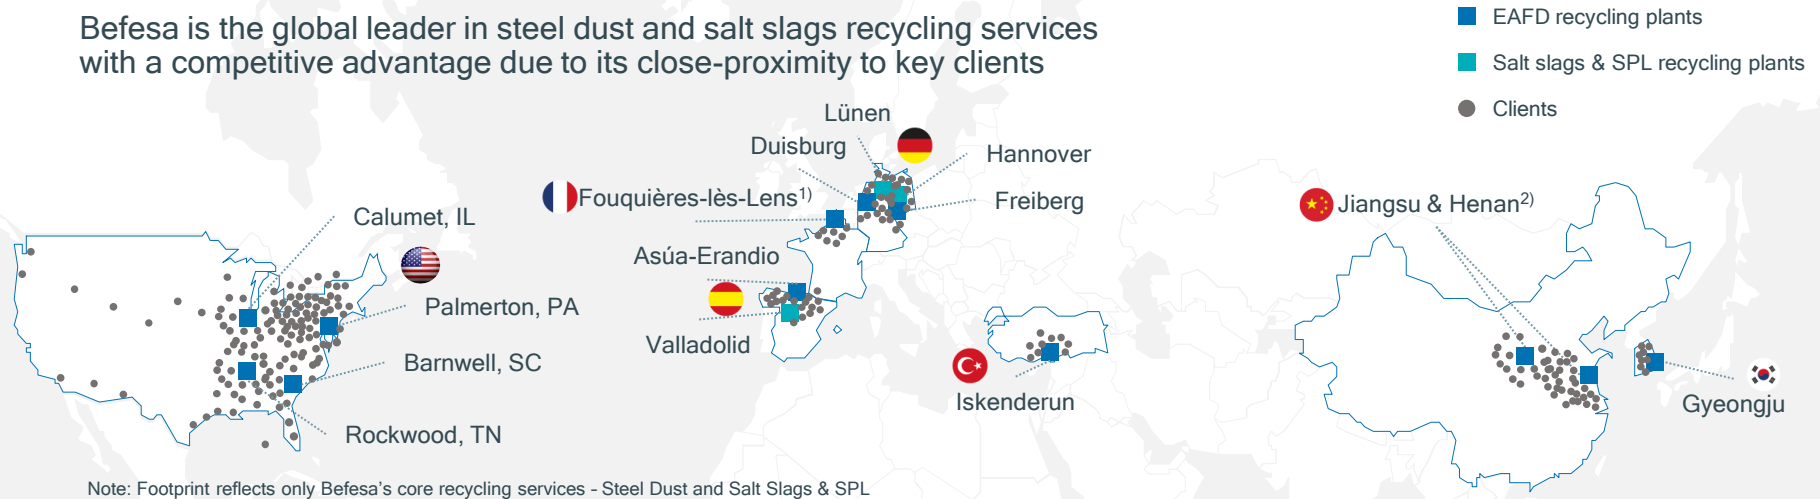 Befesa is the global leader in steel dust and salt slags recycling services
with a competitive advantage due to its close-proximity to key clients
EAFD recycling plants
Salt slags & SPL recycling plants
Clients
Lünen
Duisburg
Hannover
Fouquières-lès-Lens1)
Freiberg
Jiangsu & Henan2)
Calumet, IL
Asúa-Erandio
Palmerton, PA
Valladolid
Barnwell, SC
Iskenderun
Gyeongju
Rockwood, TN
Note: Footprint reflects only Befesa's core recycling services - Steel Dust and Salt Slags & SPL